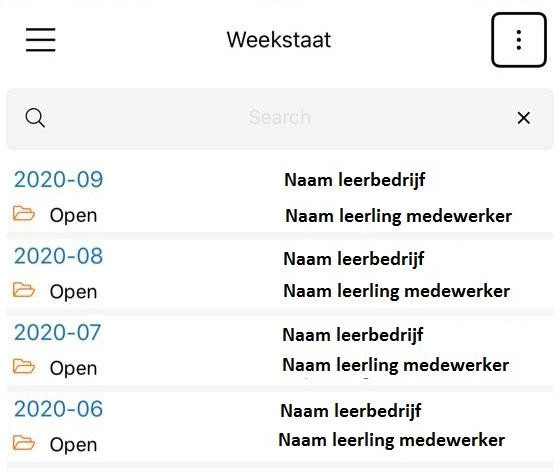 Weekstaat
Search
2020-09 Naam leerbedrijf
Open Naam leerling medewerker
2020-08 Naam leerbedrijf
Open Naam leerling medewerker
2020-07 Naam leerbedrijf
Open Naam leerling medewerker
2020-06 Naam leerbedrijf
Open Naam leerling medewerker